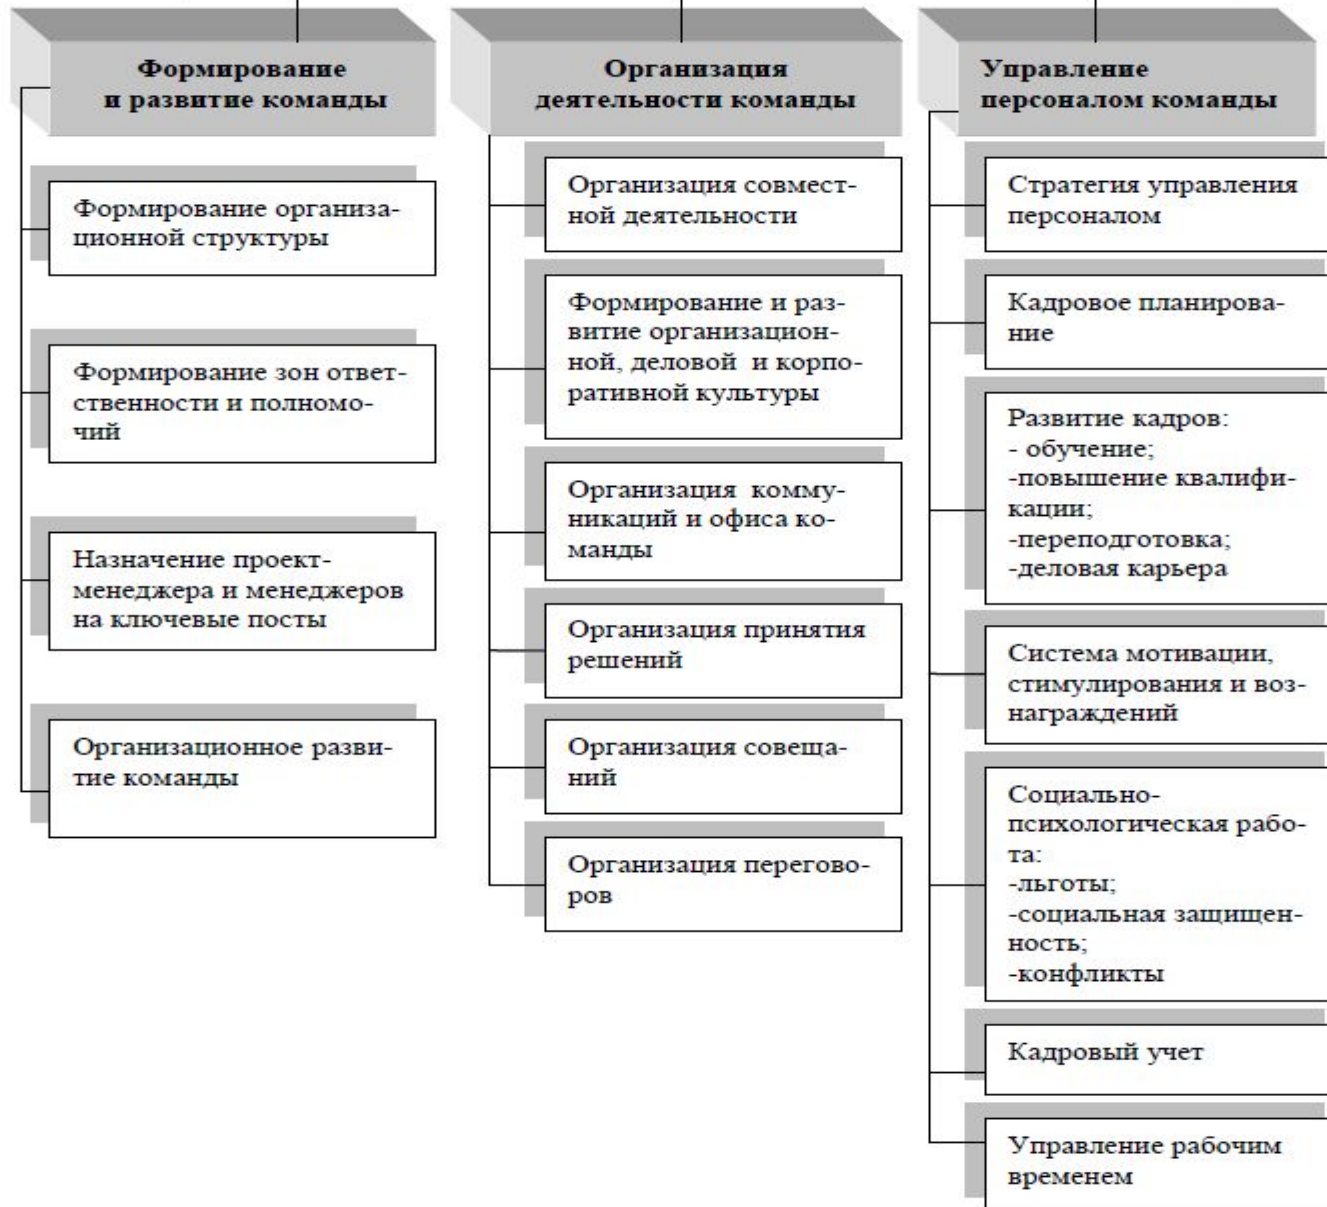 Формирование
и развитие команды
Формирование организа-
ционной структуры
Формирование зон ответ-
ственности и полномо-
чий
Назначение проект-
менеджера и менеджеров
на ключевые посты
Организационное разви-
тие команды
Организация
деятельности команды
Организация совмест-
ной деятельности
Формирование и раз-
витие организацион-
ной, деловой и корпо-
ративной культуры
Организация комму-
никаций и офиса ко-
манды
Организация принятия
решений
Организация совеща-
ний
Организация перегово-
ров
Управление
персоналом команды
Стратегия управления
персоналом
Кадровое планирова-
ние
Развитие кадров:
- обучение;
-повышение квалифи-
кации;
-переподготовка;
-деловая карьера
Система мотивации,
стимулирования и воз-
награждений
Социально-
психологическая рабо-
та:
-льготы;
-социальная защищен-
ность;
-конфликты
Кадровый учет
Управление рабочим
временем